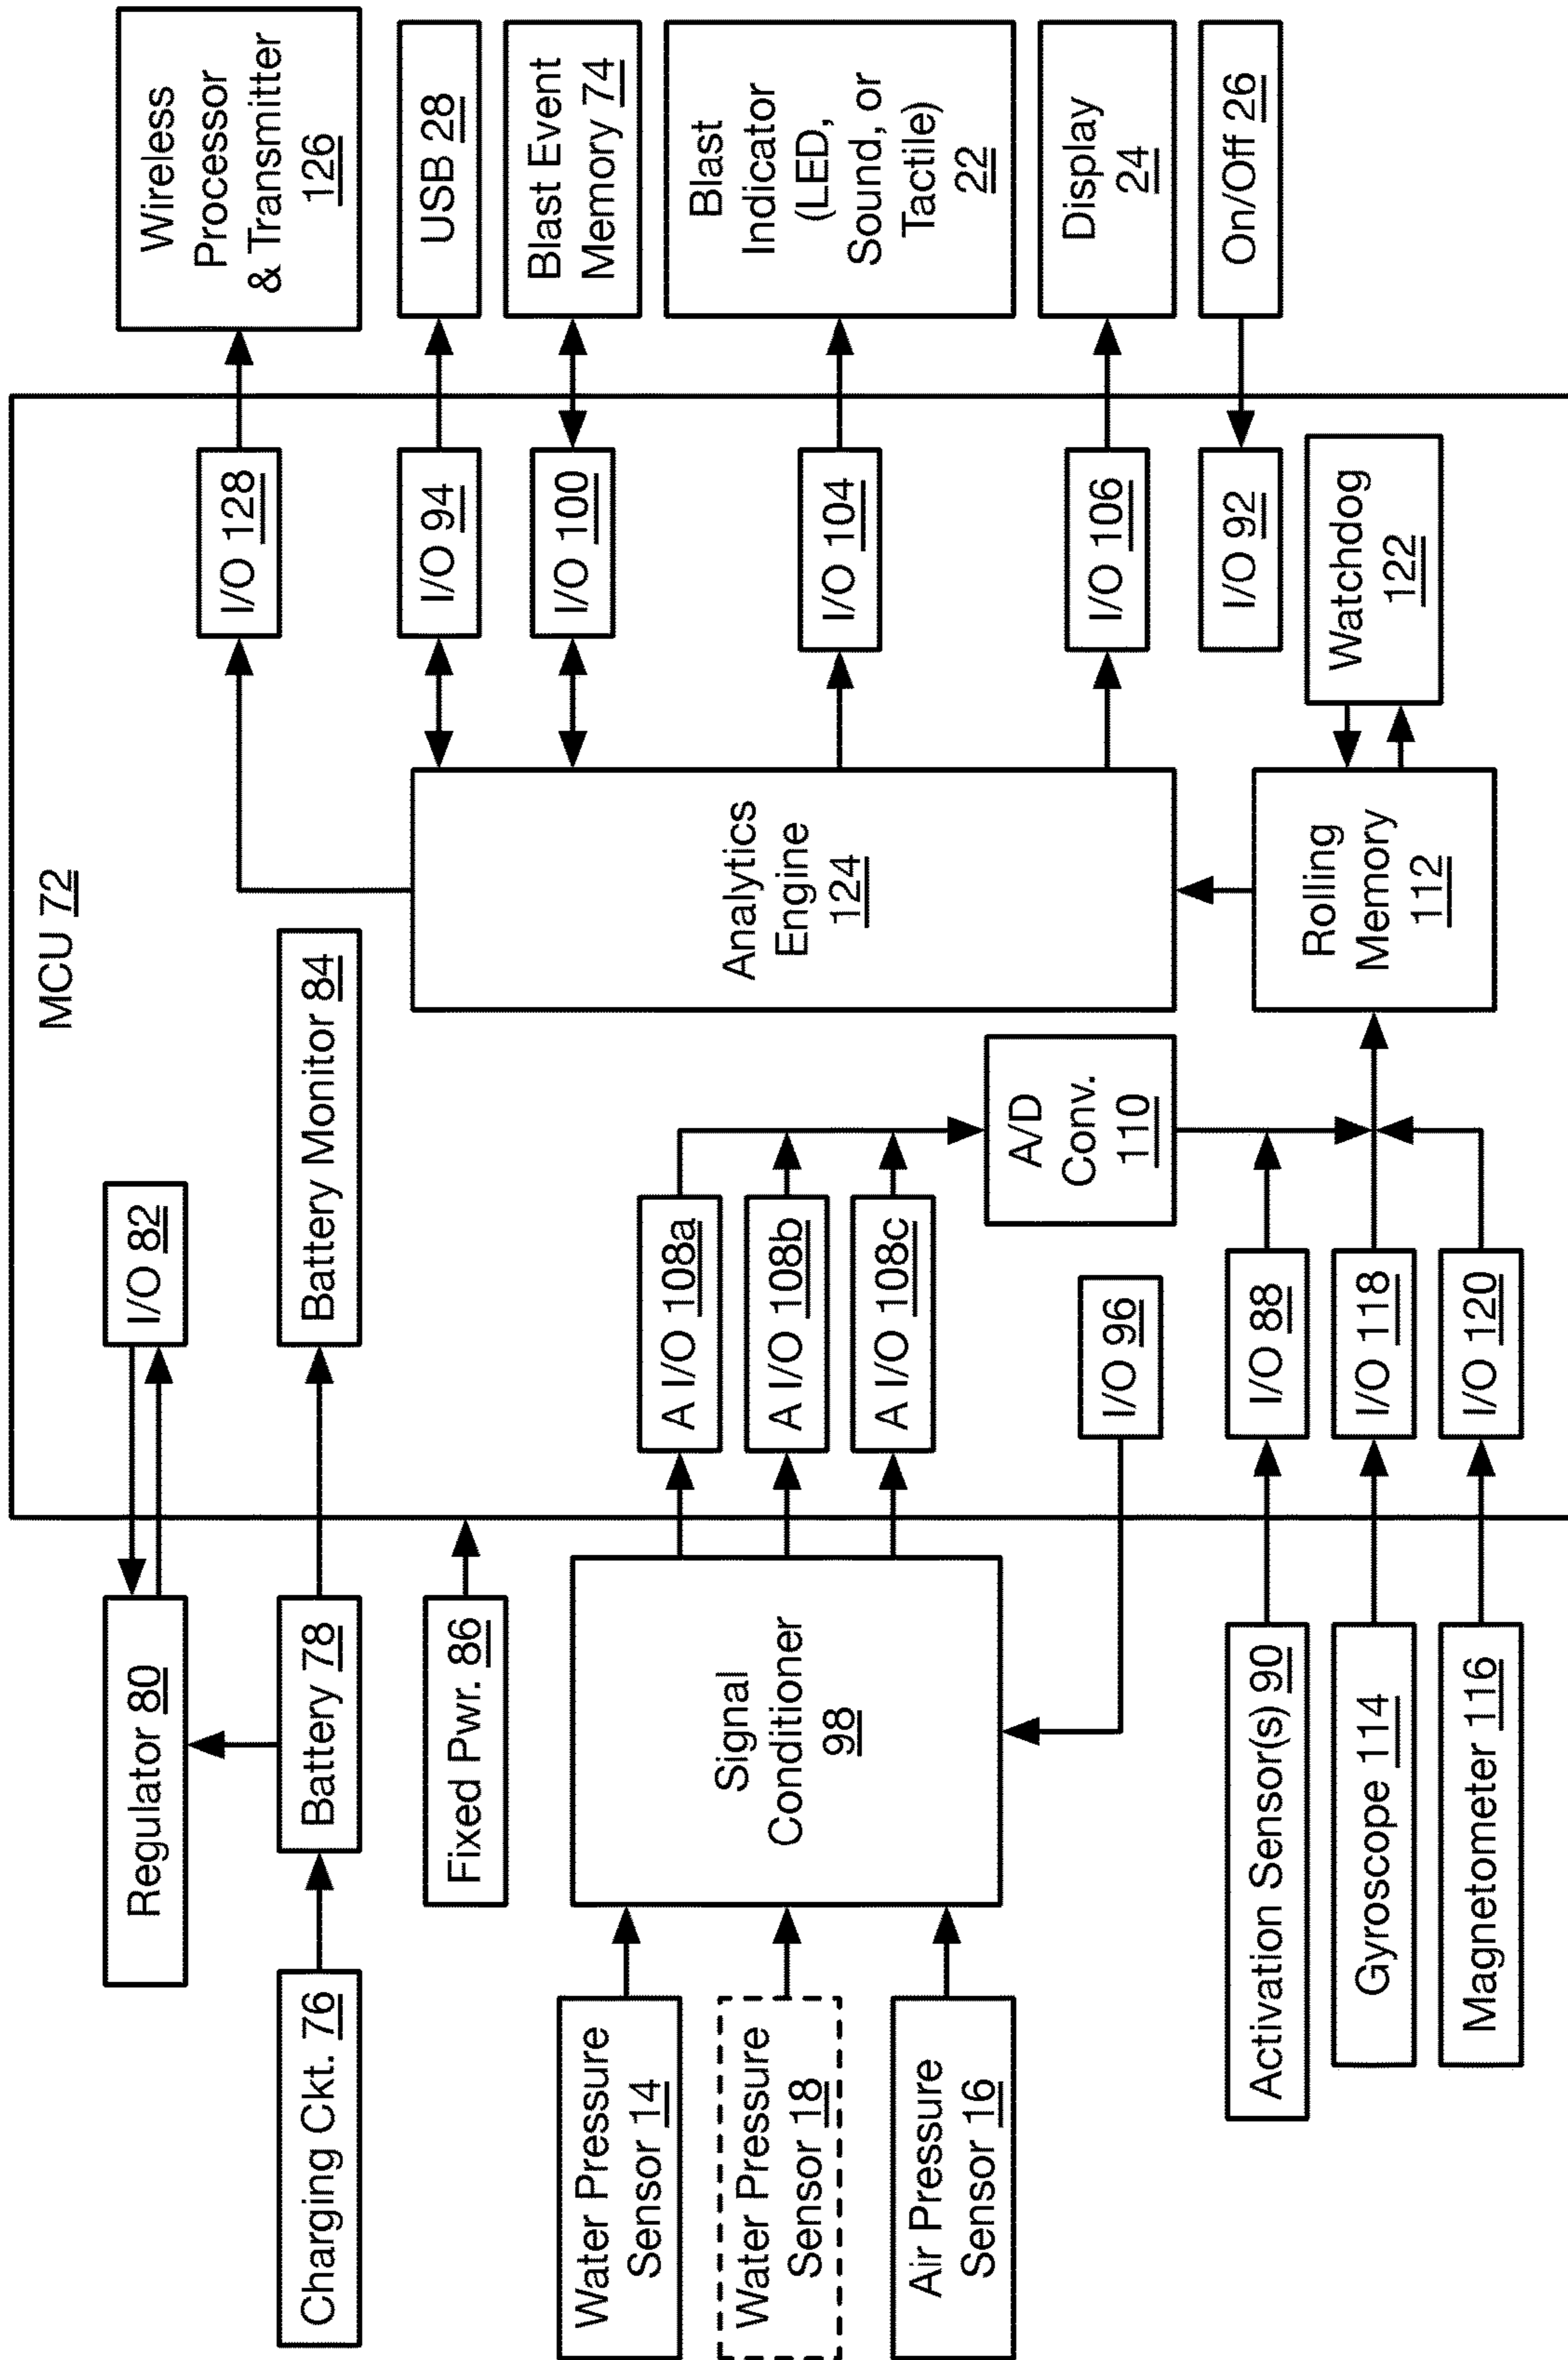 MCU 72
Charging Ckt. 76
Regulator 80
Battery 78
I/O 82
Battery Monitor 84
Fixed Pwr. 86
Water Pressure
Sensor 14
Water Pressure
Sensor 18
Air Pressure
Sensor 16
Signal
Conditioner
98
A I/O 108a
A I/O 108b
A I/O 108c
I/O 96
A/D
Conv.
110
Activation Sensor(s) 90
Gyroscope 114
Magnetometer 116
I/O 88
I/O 118
I/O 120
Analytics
Engine
124
Rolling
Memory
112
Watchdog
122
I/O 128
I/O 94
I/O 100
I/O 104
I/O 106
I/O 92
Wireless
Processor
& Transmitter
126
USB 28
Blast Event
Memory 74
Blast
Indicator
(LED,
Sound, or
Tactile)
22
Display
24
On/Off 26